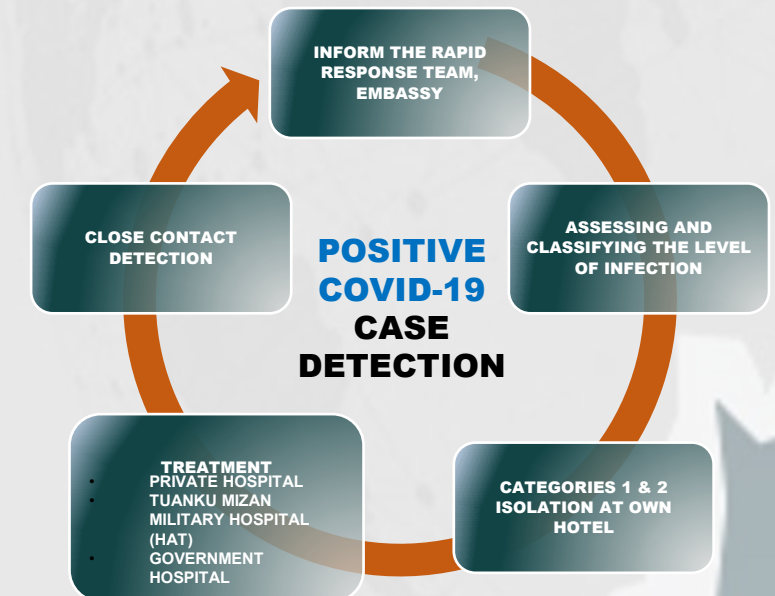 INFORM THE RAPID
RESPONSE TEAM,
EMBASSY
ASSESSING AND
CLASSIFYING THE LEVEL
OF INFECTION
CATEGORIES 1 & 2
ISOLATION AT OWN
HOTEL
TREATMENT
• PRIVATE HOSPITAL
• TUANKU MIZAN
MILITARY HOSPITAL
(HAT)
• GOVERNMENT
HOSPITAL
CLOSE CONTACT
DETECTION
POSITIVE
COVID-19
CASE
DETECTION